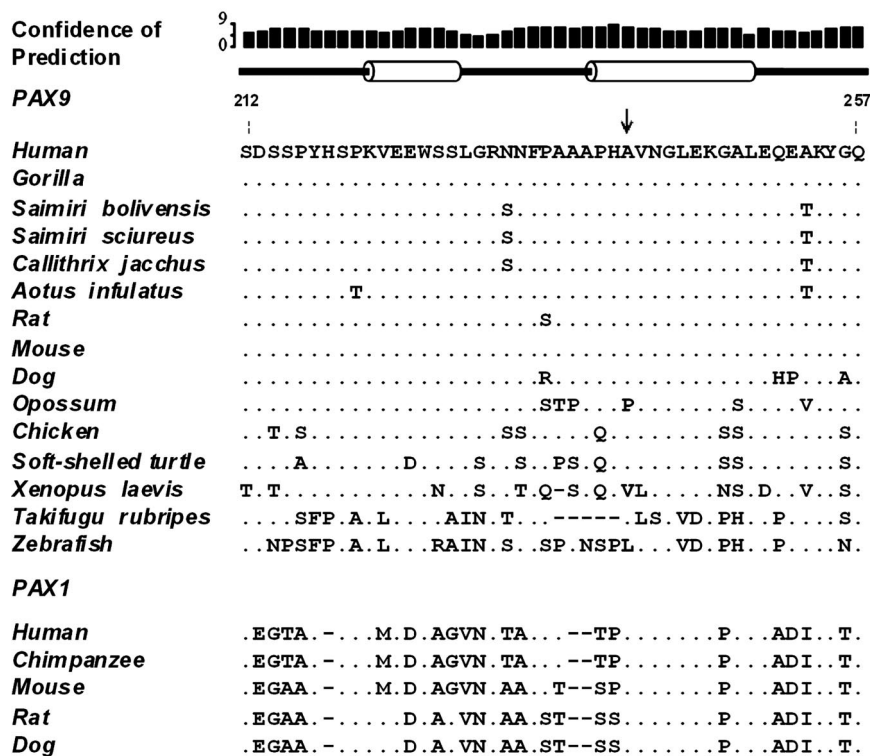 Confidence of
Prediction
9
0
PAX9
212 257
Human SDSSPYHSPKVEEWSSLGRNNFPAAAPHAVNGLEKGALEQEAKYGQ
Gorilla ..............................................
Saimiri bolivensis ...................S.....................T....
Saimiri sciureus ...................S.....................T....
Callithrix jacchus ...................S.....................T....
Aotus infulatus ........T................................T....
Rat ......................S.......................
Mouse ..............................................
Dog ......................R................HP...A.
Opossum ......................STP...P.......S....V....
Chicken ..T.S..............SS.....Q........SS.......S.
Soft-shelled turtle ....A.......D....S..S..PS.Q........SS.......S.
Xenopus laevis T.T...........N..S..T.Q-S.Q.VL.....NS.D..V..S.
Takifugu rubripes ....SFP.A.L....AIN.T...-----.LS.VD.PH..P....S.
Zebrafish ..NPSFP.A.L...RAIN.S..SP.NSPL...VD.PH..P....N.
PAX1
Human .EGTA.-...M.D.AGVN.TA...--TP.......P...ADI..T.
Chimpanzee .EGTA.-...M.D.AGVN.TA...--TP.......P...ADI..T.
Mouse .EGAA.-...M.D.AGVN.AA..T--SP.......P...ADI..T.
Rat .EGAA.-.....D.A.VN.AA.ST--SS.......P...ADI..T.
Dog .EGAA.-.....D.A.VN.AA.ST--SS.......P...ADI..T.